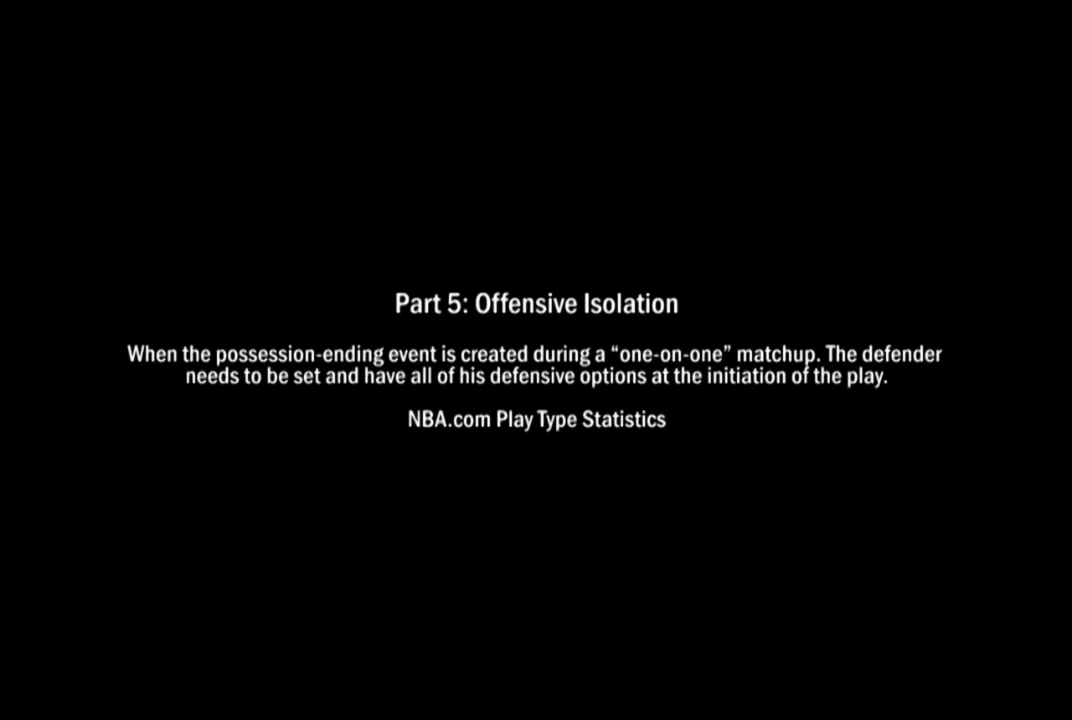 Part 5: Offensive Isolation
When the possession-ending event is created during a “one-on-one” matchup. The defender
needs to be set and have all of his defensive options at the initiation of the play.
NBA.com Play Type Statistics